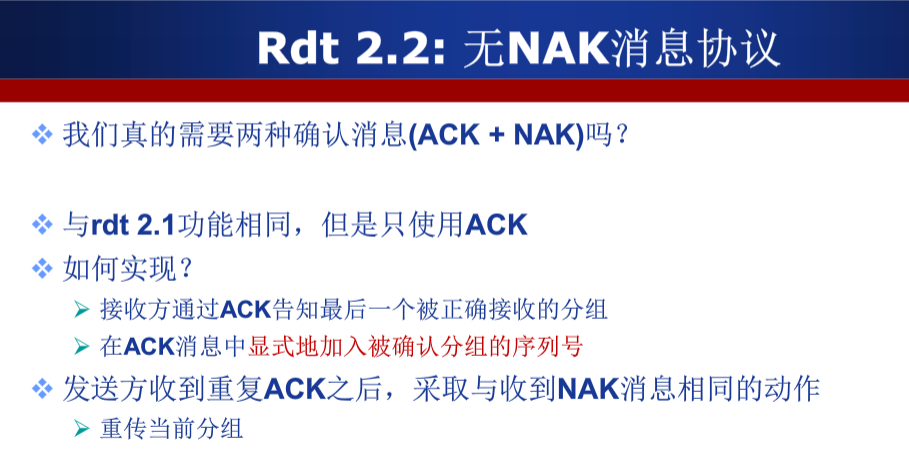 Rdt 2.2: 无NAK消息协议
我们真的需要两种确认消息(ACK + NAK)吗？
与rdt 2.1功能相同，但是只使用ACK
如何实现？
接收方通过ACK告知最后一个被正确接收的分组
在ACK消息中显式地加入被确认分组的序列号
发送方收到重复ACK之后，采取与收到NAK消息相同的动作
重传当前分组